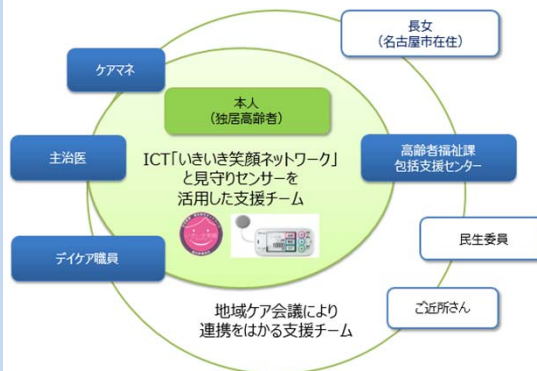 長女
（名古屋市在住）
ケアマネ
本人
（独居高齢者）
主治医
ICT「いきいき笑顔ネットワーク」
と見守りセンサーを
活用した支援チーム
高齢者福祉課
包括支援センター
デイケア職員
民生委員
ご近所さん
地域ケア会議により
連携をはかる支援チーム